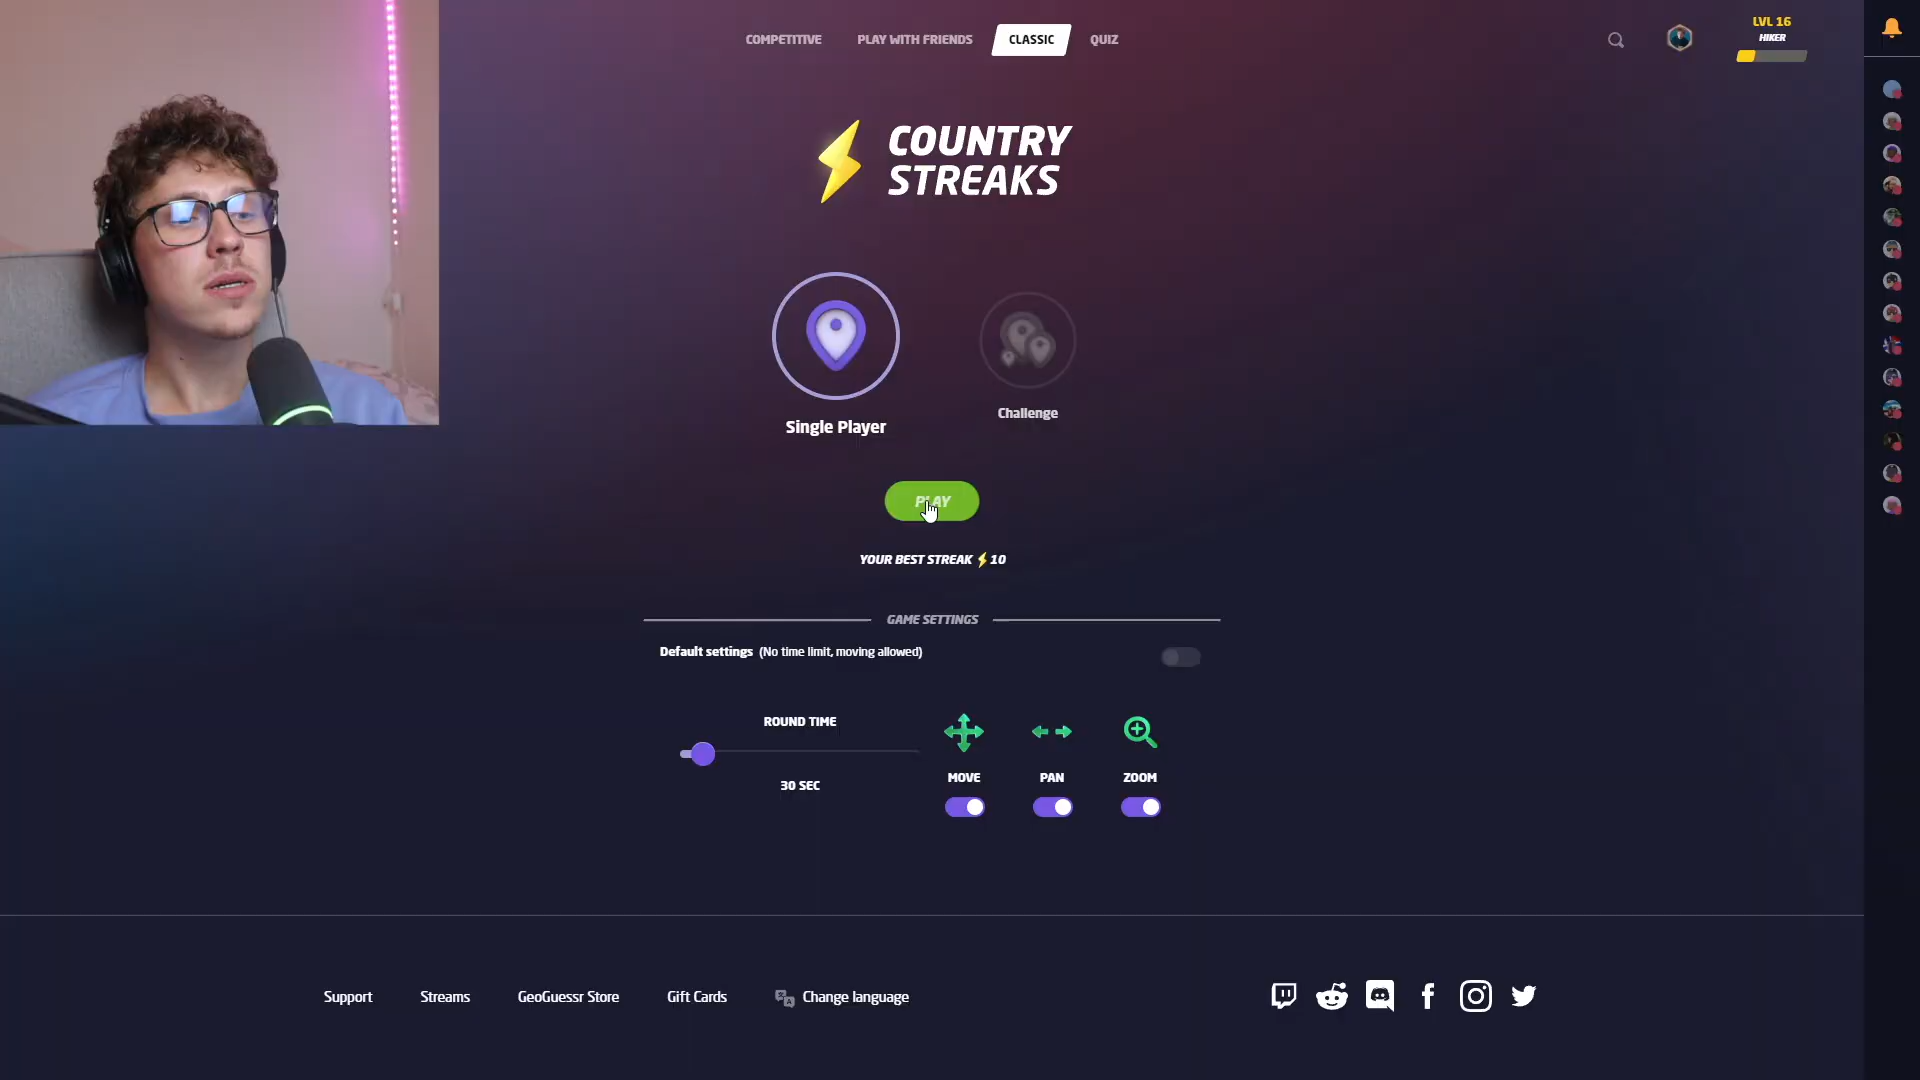 COMPETITIVE
PLAY WITH FRIENDS
CLASSIC
QUIZ
LVL 16
HIKER
COUNTRY
STREAKS
Single Player
Challenge
PLAY
YOUR BEST STREAK 10
GAME SETTINGS
Default settings (No time limit, moving allowed)
ROUND TIME
30 SEC
MOVE
PAN
ZOOM
Support
Streams
GeoGuessr Store
Gift Cards
Change language